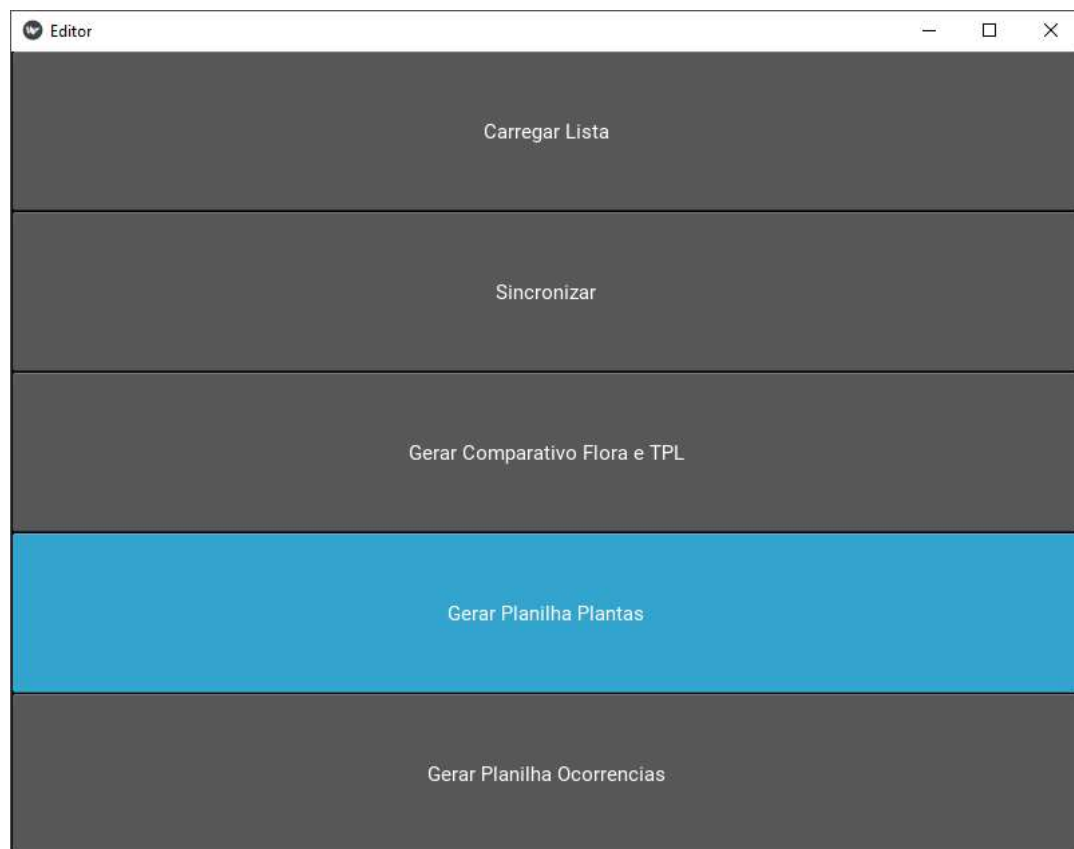 Editor
Carregar Lista
Sincronizar
Gerar Comparativo Flora e TPL
Gerar Planilha Plantas
Gerar Planilha Ocorrencias